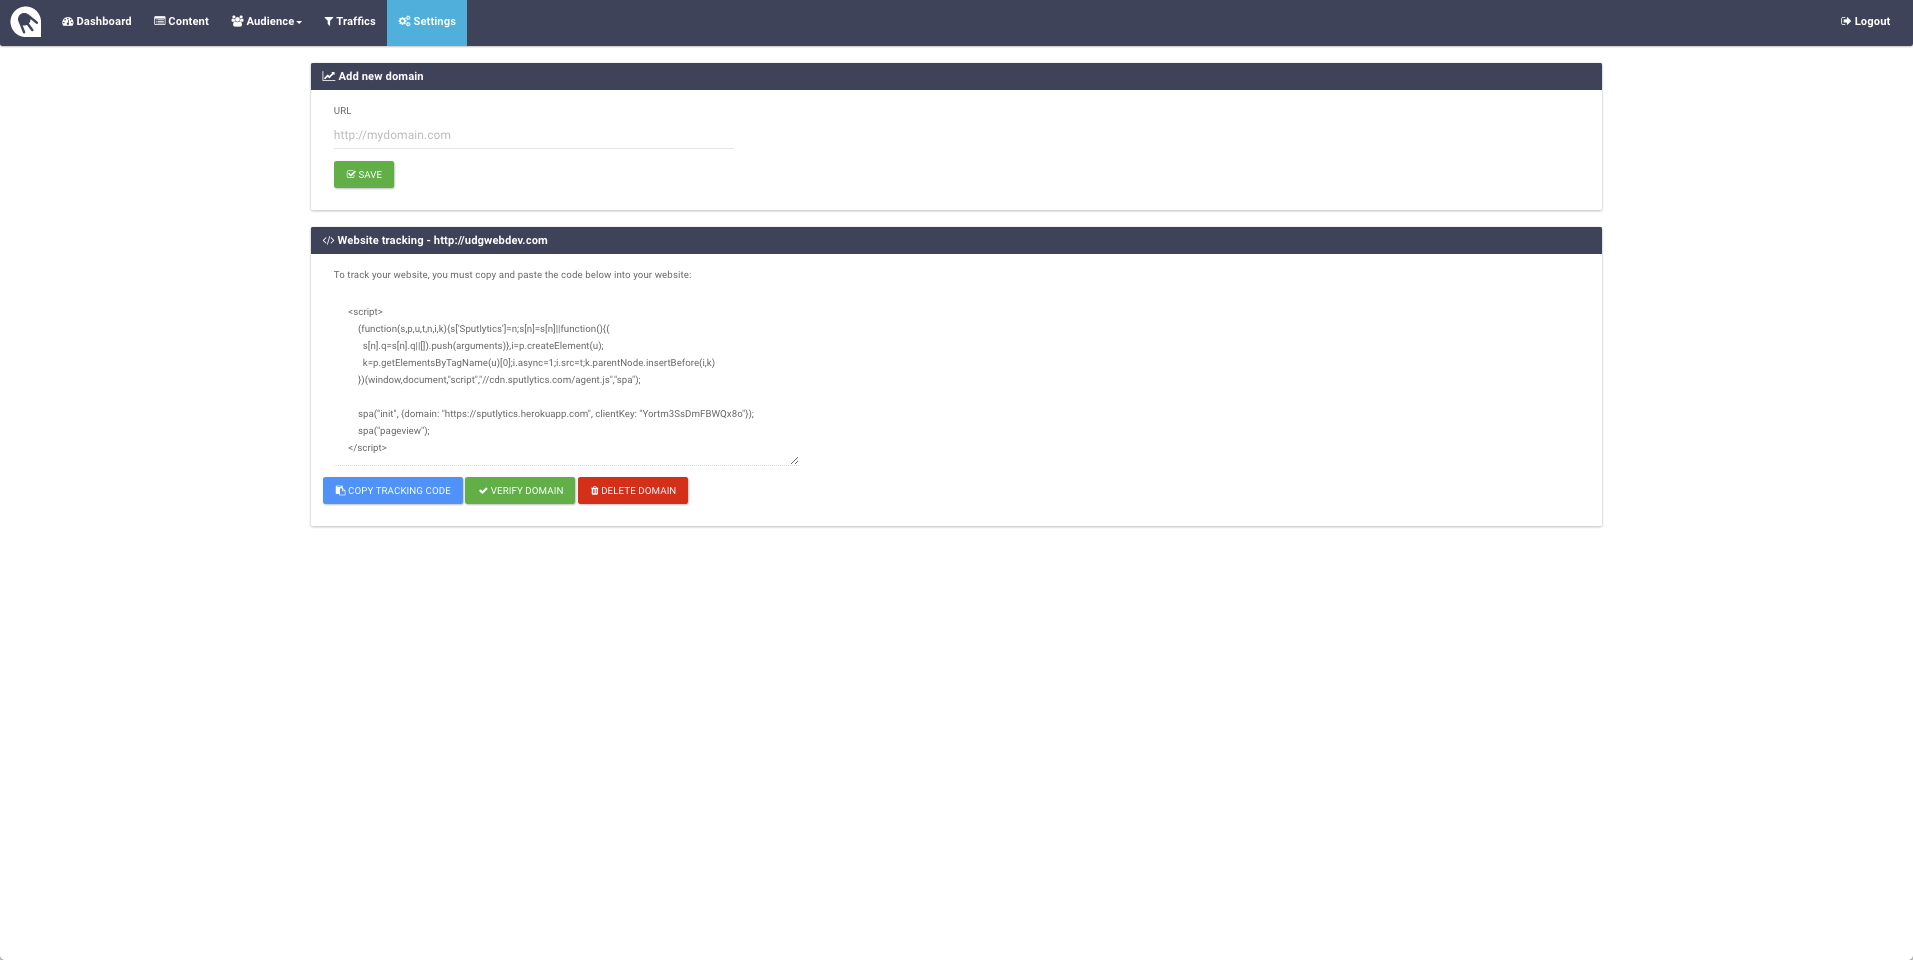 Dashboard Content Audience Traffics Settings Logout
Add new domain
URL
http://mydomain.com
SAVE
Website tracking - http://udgwebdev.com
To track your website, you must copy and paste the code below into your website:
<script>
(function(s,p,u,t,n,i,k){s['Sputlytics']=n;s[n]=s[n]||function(){(
s[n].q=s[n].q||[]).push(arguments)},i=p.createElement(u);
k=p.getElementsByTagName(u)[0];i.async=1;i.src=t;k.parentNode.insertBefore(i,k)
})(window,document,"script","//cdn.sputlytics.com/agent.js","spa");
spa("init", {domain: "https://sputlytics.herokuapp.com", clientKey: "Yortm3SsDmFBWQx8o"});
spa("pageview");
</script>
COPY TRACKING CODE VERIFY DOMAIN DELETE DOMAIN